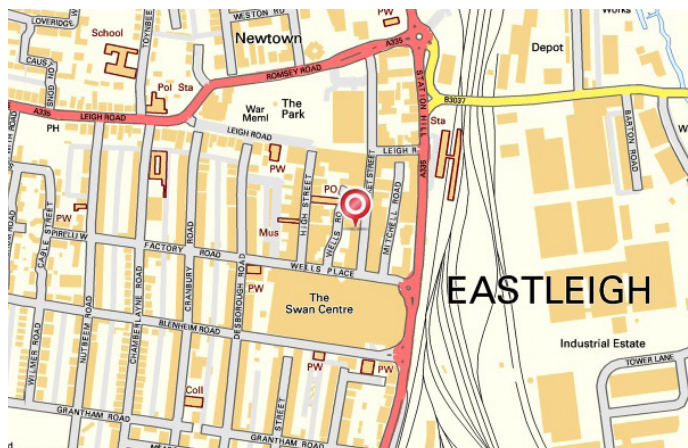 LOVERIDGE W
WESTON RD
PW
Works
School
TOYNBEE
Newtown
A335
Depot
CAUS
NOGNS
ROMSEY ROAD
Pol Sta
War
Meml
The
Park
STATION HILL
B3037
A335
LEIGH ROAD
PH
LEIGH ROAD
Sta
BARTON ROAD
W
LEIGH R
A335
PW
HIGH STREET
KET STREET
MITCHELL ROAD
PO
PW
CABLE STREET
Mus
WELLS RO
SPIRELLI W
FACTORY ROAD
WELLS PLACE
PW
CHAMBERLAYNE ROAD
CRANBURY
DESBOROUGH ROAD
The
Swan Centre
EASTLEIGH
BLENHEIM ROAD
WILMER ROAD
NUTBEEM ROAD
Industrial Estate
TOWER LANE
PW
PW
Coll
STREET
GRANTHAM ROAD
GRANTHAM ROAD